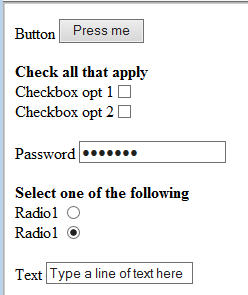 Button Press me
Check all that apply
Checkbox opt 1
Checkbox opt 2
Password •••••••
Select one of the following
Radio1
Radio1
Text Type a line of text here